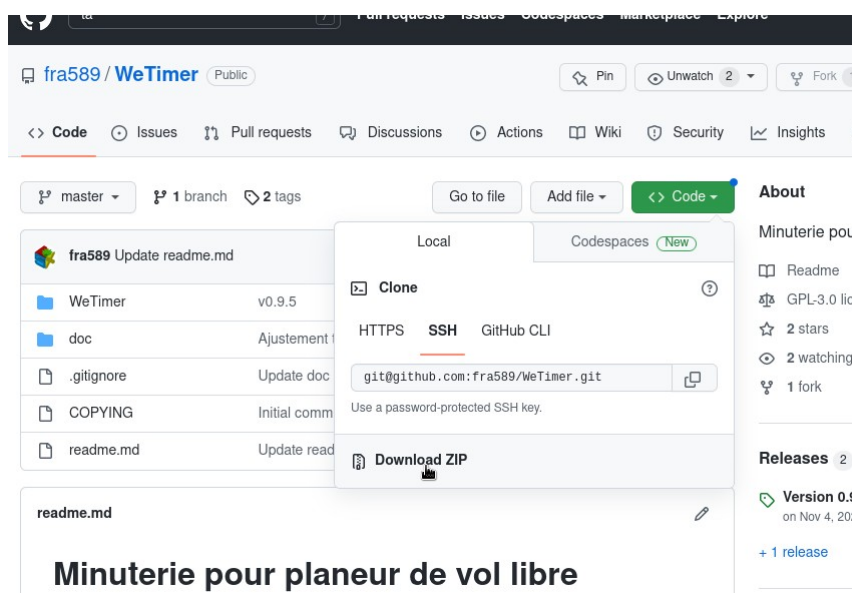 ta /
Pull requests Issues Codespaces Marketplace Explore
fra589 / WeTimer Public
Pin
Unwatch 2
Fork
Code Issues Pull requests Discussions Actions Wiki Security Insights
master 1 branch 2 tags
Go to file Add file Code
About
Local Codespaces New
Minuterie
fra589 Update readme.md
Clone
Readme
WeTimer v0.9.5
GPL-3.0
HTTPS SSH GitHub CLI
2 stars
doc Ajustement
2 watching
git@github.com:fra589/WeTimer.git
.gitignore Update doc
1 fork
Use a password-protected SSH key.
COPYING Initial comm
readme.md Update read
Download ZIP
Releases 2
Version 0.9
on Nov 4, 20
readme.md
+ 1 release
Minuterie pour planeur de vol libre